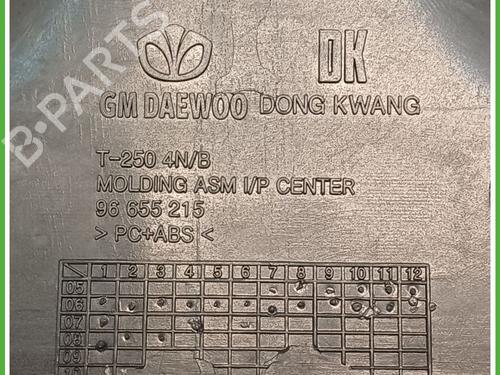 B-PARTS
DK
GM DAEWOO DONG KWANG
T-250 4N/B
MOLDING ASM I/P CENTER
96 655 215
> PC+ABS <
1 2 3 4 5 6 7 8 9 10 11 12
05
06
07
08
09